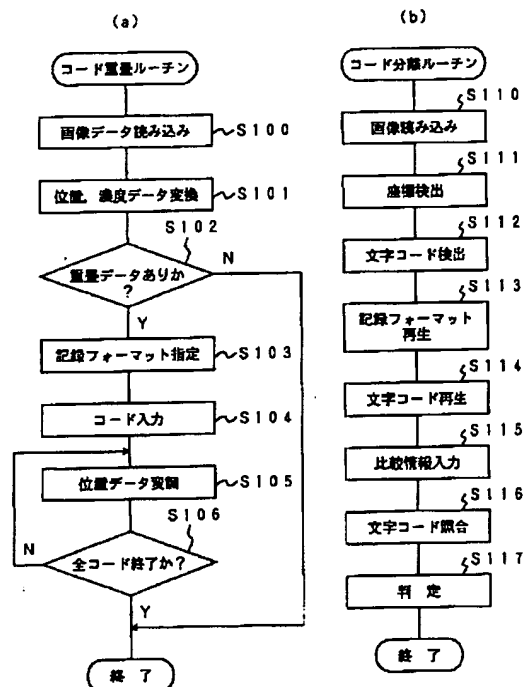 (a)
コード重畳ルーチン
画像データ読み込み
S100
位置,濃度データ変換
S101
S102
重畳データありか
?
N
Y
記録フォーマット指定
S103
コード入力
S104
位置データ変調
S105
S106
全コード終了か?
N
Y
終了
(b)
コード分離ルーチン
S110
画像読み込み
S111
座標検出
S112
文字コード検出
S113
記録フォーマット
再生
S114
文字コード再生
S115
比較情報入力
S116
文字コード照合
S117
判定
終了